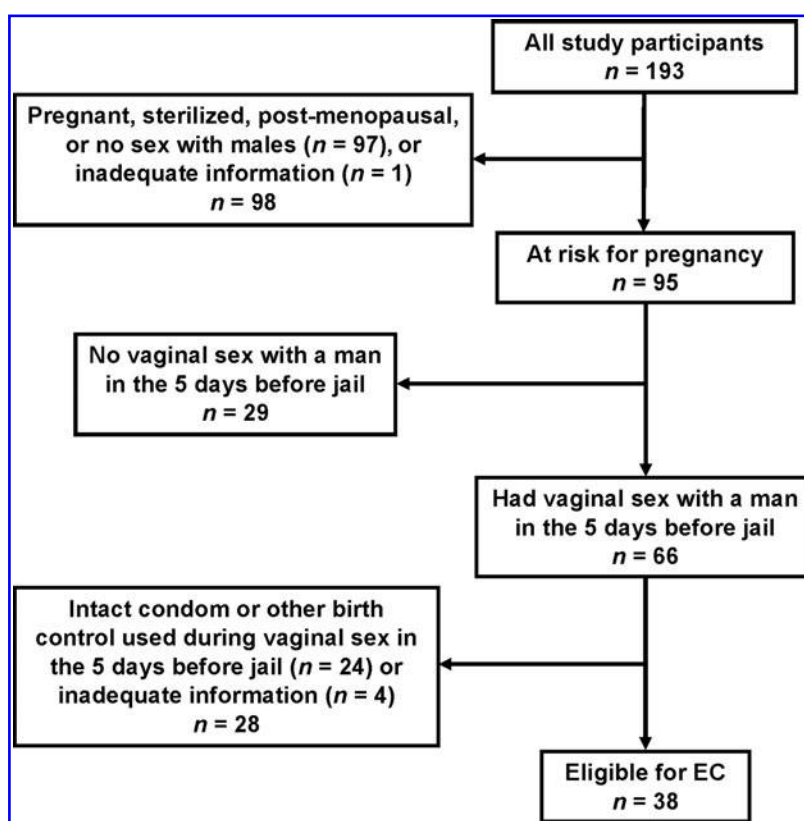 All study participants
n = 193
Pregnant, sterilized, post-menopausal,
or no sex with males (n = 97), or
inadequate information (n = 1)
n = 98
At risk for pregnancy
n = 95
No vaginal sex with a man
in the 5 days before jail
n = 29
Had vaginal sex with a man
in the 5 days before jail
n = 66
Intact condom or other birth
control used during vaginal sex in
the 5 days before jail (n = 24) or
inadequate information (n = 4)
n = 28
Eligible for EC
n = 38